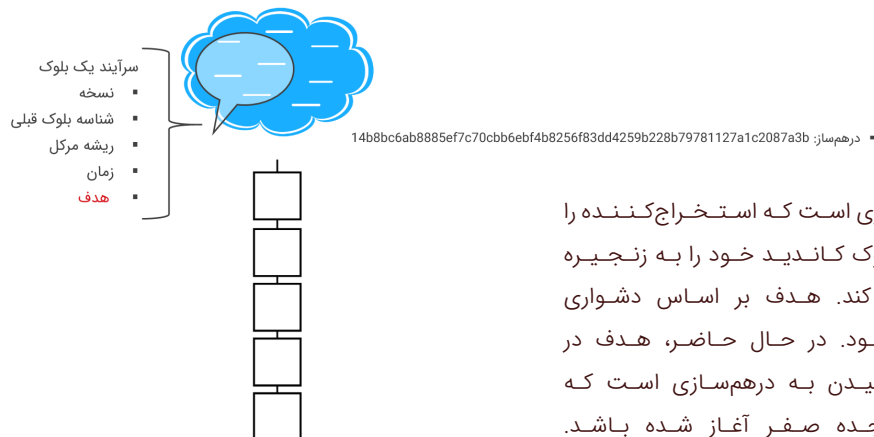 سرآیند یک بلوک
▪ نسخه
▪ شناسه بلوک قبلی
▪ ریشه مرکل
▪ زمان
▪ هدف
▪ درهم‌ساز: 14b8bc6ab8885ef7c70cbb6ebf4b8256f83dd4259b228b79781127a1c2087a3b
است که استخراج‌کننده را
کاندید خود را به زنجیره
کند. هدف بر اساس دشواری
در حال حاضر، هدف در
به درهم‌سازی است که
صفر آغاز شده باشد.